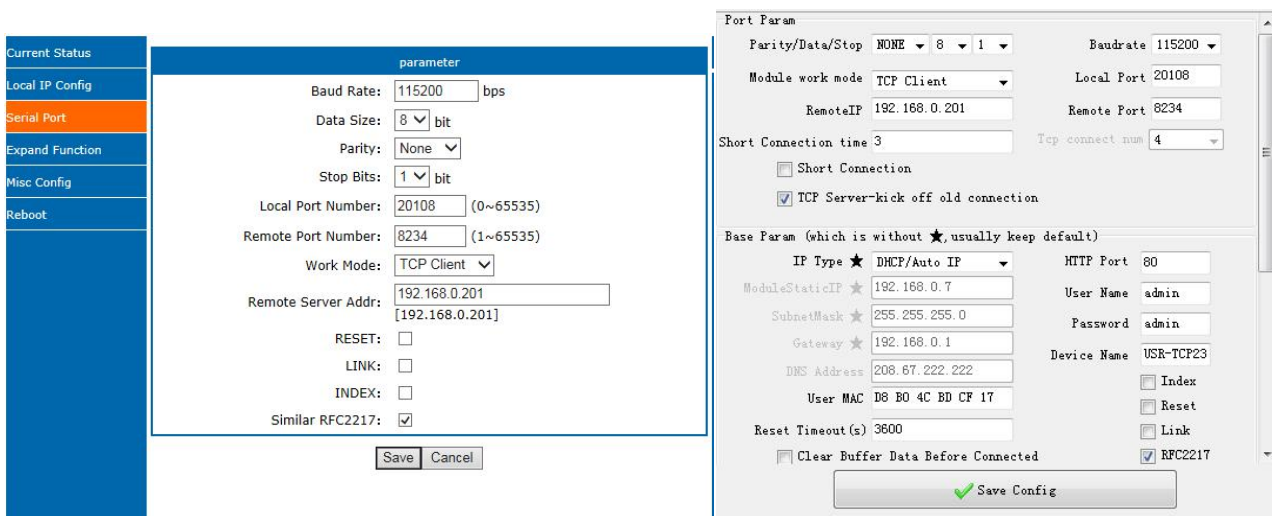 Current Status
Local IP Config
Serial Port
Expand Function
Misc Config
Reboot
parameter
Baud Rate: 115200 bps
Data Size: 8 bit
Parity: None
Stop Bits: 1 bit
Local Port Number: 20108 (0~65535)
Remote Port Number: 8234 (1~65535)
Work Mode: TCP Client
Remote Server Addr: 192.168.0.201
[192.168.0.201]
RESET:
LINK:
INDEX:
Similar RFC2217:
Save Cancel
Port Param
Parity/Data/Stop NONE 8 1 Baudrate 115200
Module work mode TCP Client Local Port 20108
RemoteIP 192.168.0.201 Remote Port 8234
Short Connection time 3 Tcp connect num 4
Short Connection
TCP Server-kick off old connection
Base Param (which is without ★,usually keep default)
IP Type ★ DHCP/Auto IP HTTP Port 80
ModuleStaticIP ★ 192.168.0.7 User Name admin
SubnetMask ★ 255.255.255.0 Password admin
Gateway ★ 192.168.0.1 Device Name USR-TCP23
DNS Address 208.67.222.222 Index
User MAC D8 B0 4C BD CF 17 Reset
Reset Timeout(s) 3600 Link
Clear Buffer Data Before Connected RFC2217
Save Config